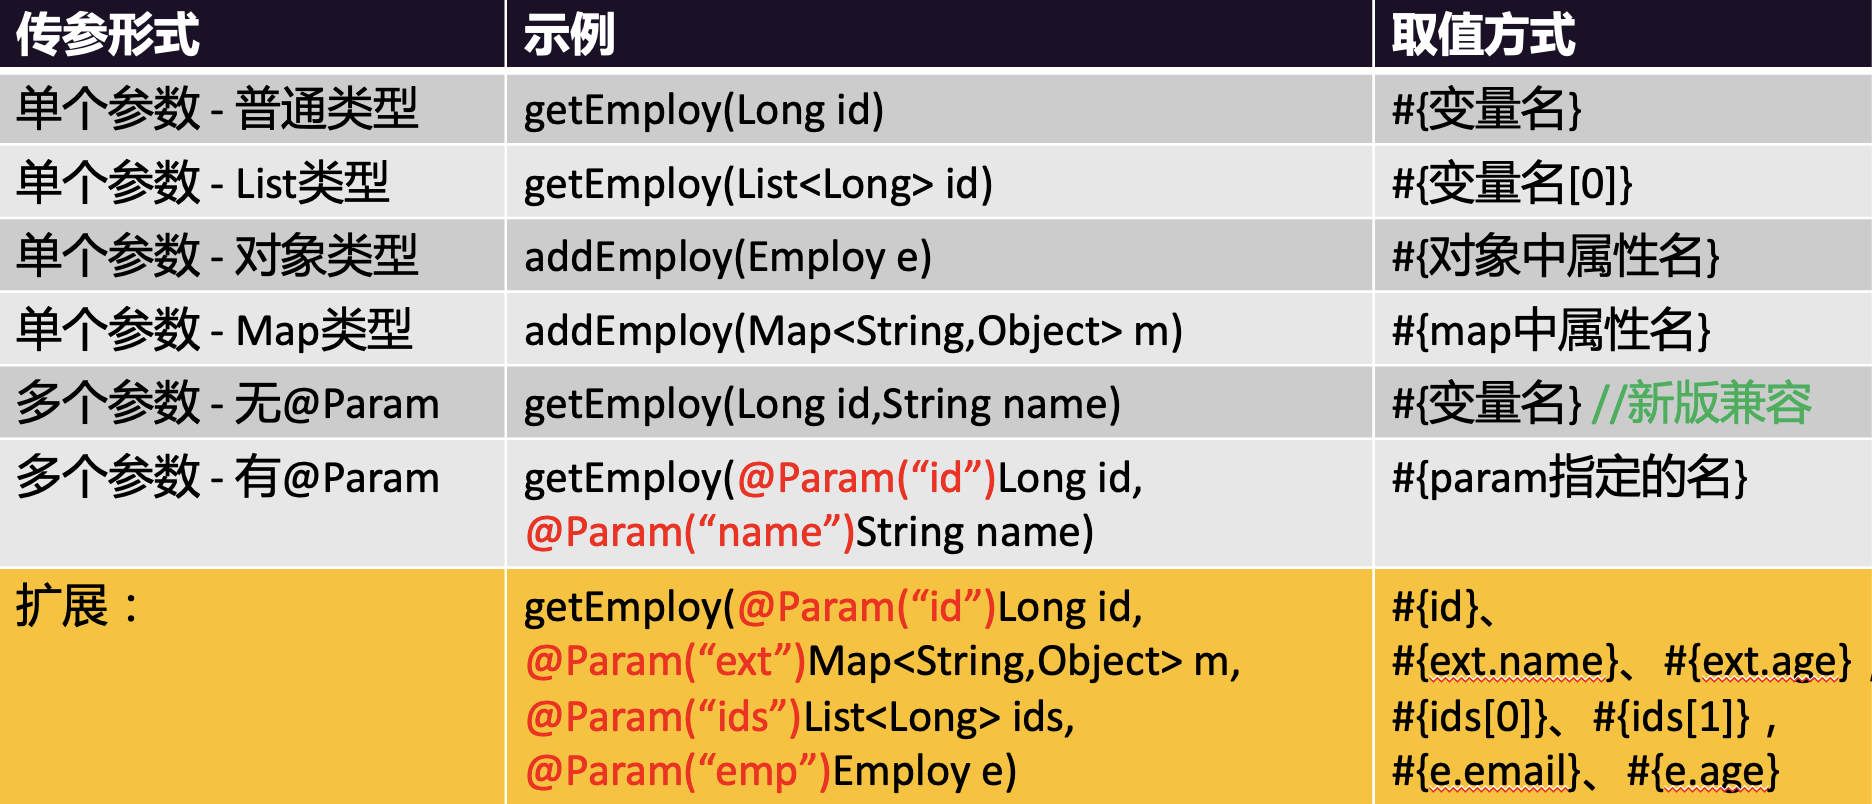 传参形式 示例 取值方式
单个参数 - 普通类型 getEmploy(Long id) #{变量名}
单个参数 - List类型 getEmploy(List<Long> id) #{变量名[0]}
单个参数 - 对象类型 addEmploy(Employ e) #{对象中属性名}
单个参数 - Map类型 addEmploy(Map<String,Object> m) #{map中属性名}
多个参数 - 无@Param getEmploy(Long id,String name) #{变量名} //新版兼容
多个参数 - 有@Param getEmploy(@Param(“id”)Long id, #{param指定的名}
@Param(“name”)String name)
扩展： getEmploy(@Param(“id”)Long id, #{id}、
@Param(“ext”)Map<String,Object> m, #{ext.name}、#{ext.age}，
@Param(“ids”)List<Long> ids, #{ids[0]}、#{ids[1]}，
@Param(“emp”)Employ e) #{e.email}、#{e.age}